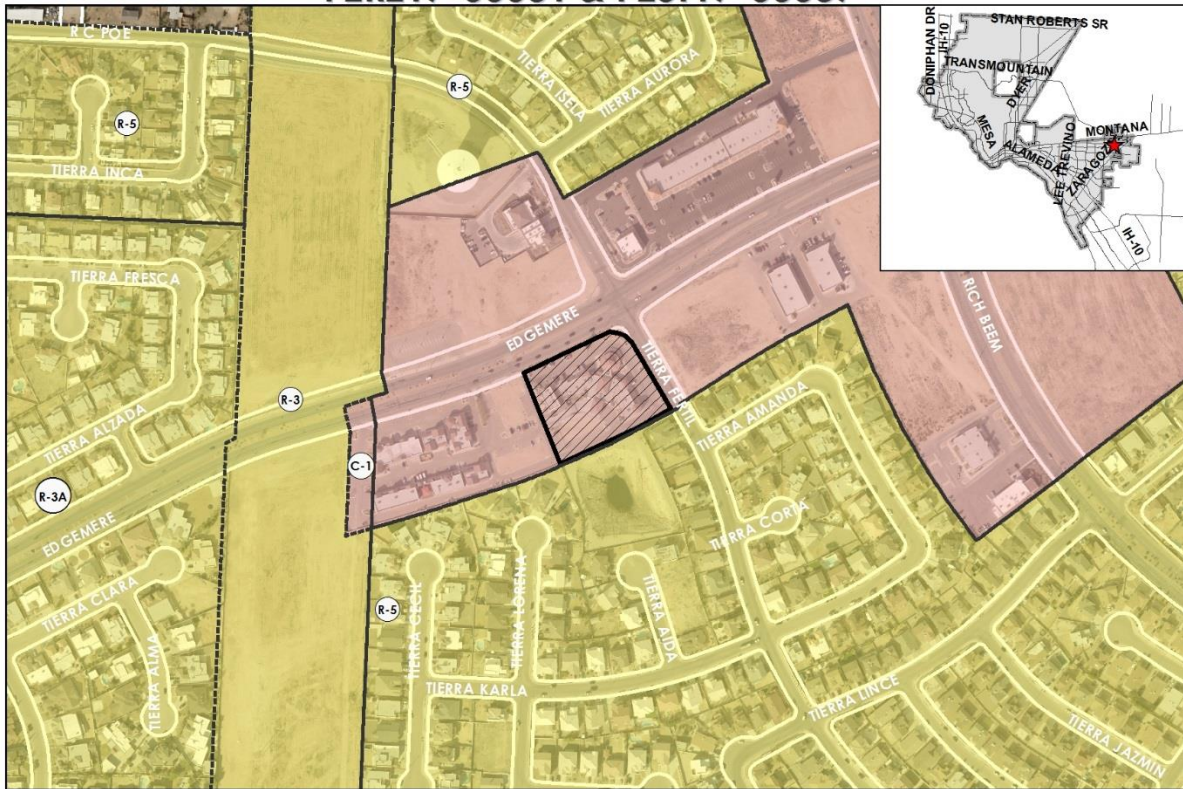 STAN ROBERTS SR
DONIPHAN DR
IH-10
TRANSMOUNTAIN
DYER
MESA
MONTANA
ALAMEDA
LEE TREVINO
ZARAGOZA
IH-10
R C POE
R-5
TIERRA INCA
TIERRA ISELA
TIERRA AURORA
R-5
TIERRA FRESCA
EDGEMERE
RICH BEEM
TIERRA FERTIL
R-3
TIERRA ALZADA
TIERRA AMANDA
C-1
R-3A
EDGEMERE
TIERRA CORTA
TIERRA CLARA
TIERRA ALMA
R-5
TIERRA CECIL
TIERRA LORENA
TIERRA AIDA
TIERRA KARLA
TIERRA LINCE
TIERRA JAZMIN